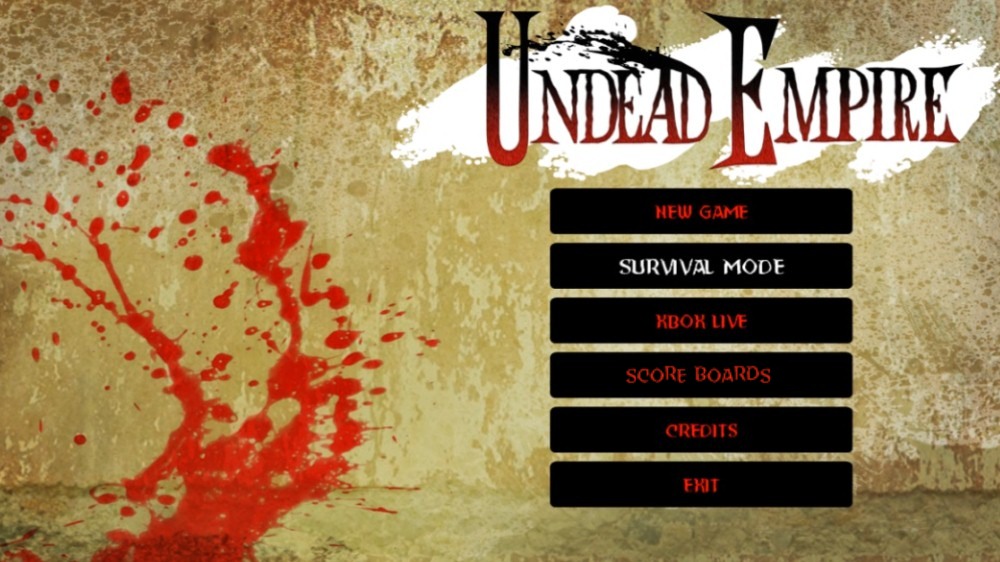 UNDEAD EMPIRE
NEW GAME
SURVIVAL MODE
XBOX LIVE
SCORE BOARDS
CREDITS
EXIT